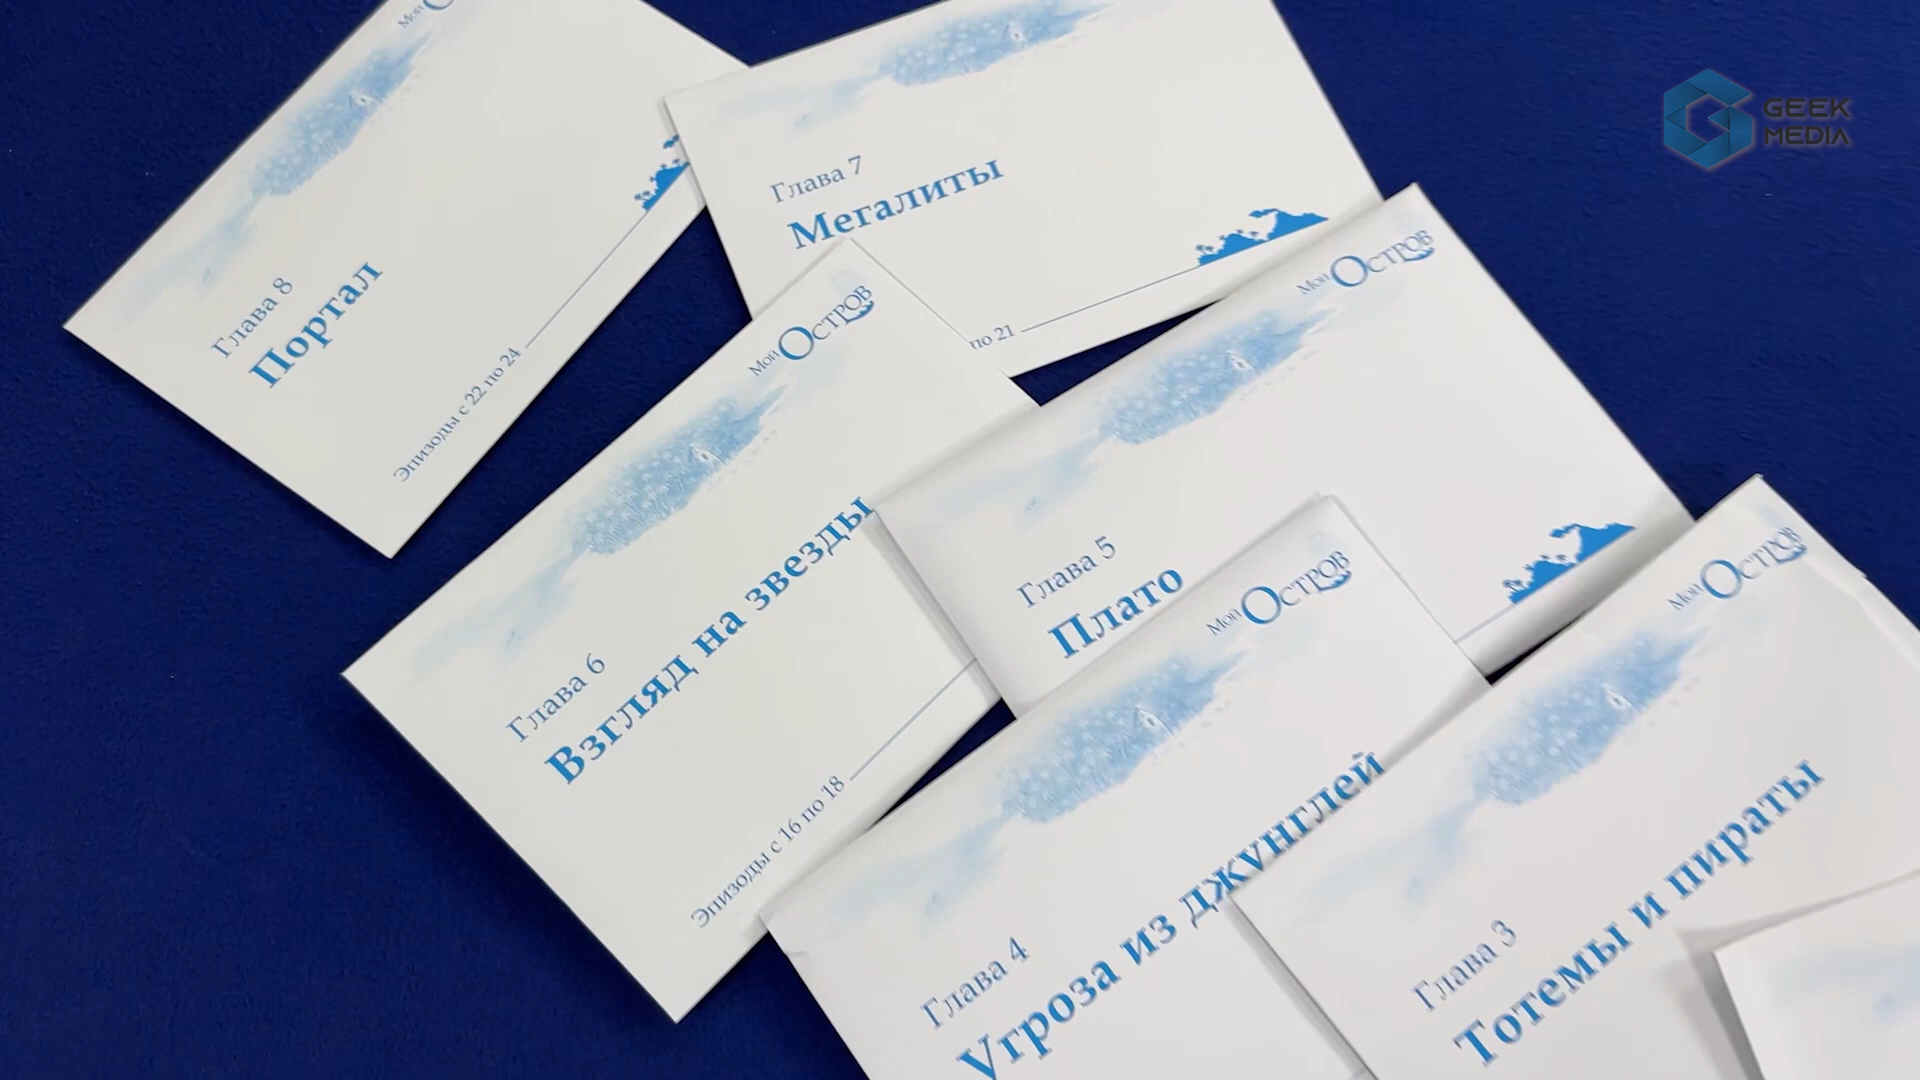 GEEK
MEDIA
Мой
Глава 8
Портал
Эпизоды с 22 по 24
Глава 7
Мегалиты
по 21
Мой Остров
Глава 6
Взгляд на звезды
Эпизоды с 16 по 18
Мой Остров
Глава 5
Плато
Мой Остров
Глава 4
Угроза из джунглей
Мой Остров
Глава 3
Тотемы и пираты